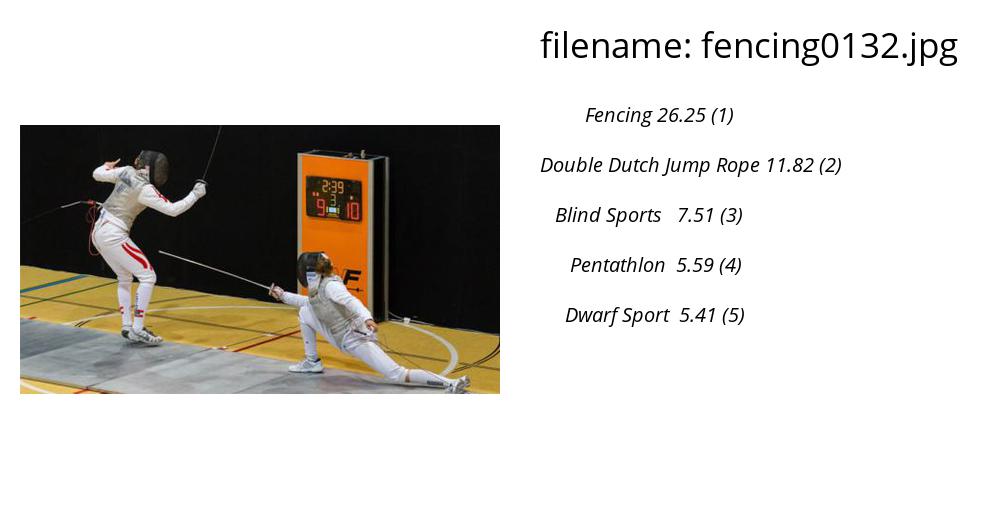 filename: fencing0132.jpg
Fencing 26.25 (1)
Double Dutch Jump Rope 11.82 (2)
Blind Sports 7.51 (3)
Pentathlon 5.59 (4)
Dwarf Sport 5.41 (5)
2:39
3
9 10